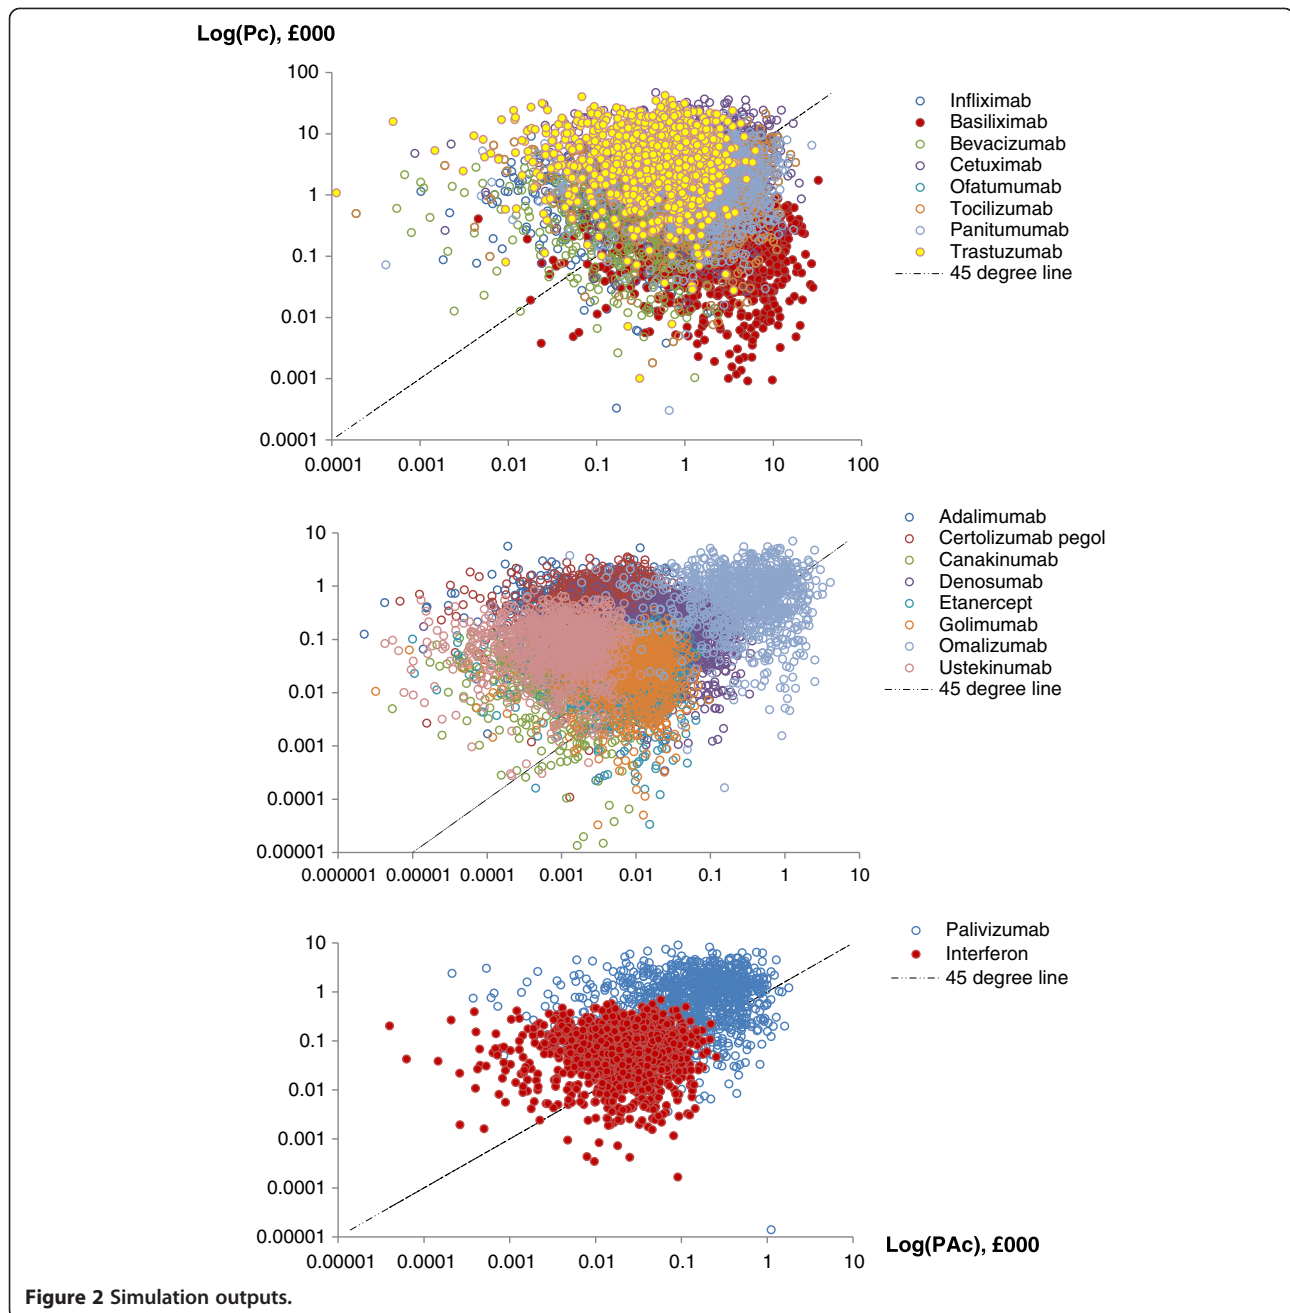 Log(Pc), £000
100
10
1
0.1
0.01
0.001
0.0001
0.0001 0.001 0.01 0.1 1 10 100
Infliximab
Basiliximab
Bevacizumab
Cetuximab
Ofatumumab
Tocilizumab
Panitumumab
Trastuzumab
45 degree line
10
1
0.1
0.01
0.001
0.0001
0.00001
0.000001 0.00001 0.0001 0.001 0.01 0.1 1 10
Adalimumab
Certolizumab pegol
Canakinumab
Denosumab
Etanercept
Golimumab
Omalizumab
Ustekinumab
45 degree line
10
1
0.1
0.01
0.001
0.0001
0.00001
0.00001 0.0001 0.001 0.01 0.1 1 10
Palivizumab
Interferon
45 degree line
Log(PAc), £000
Figure 2 Simulation outputs.